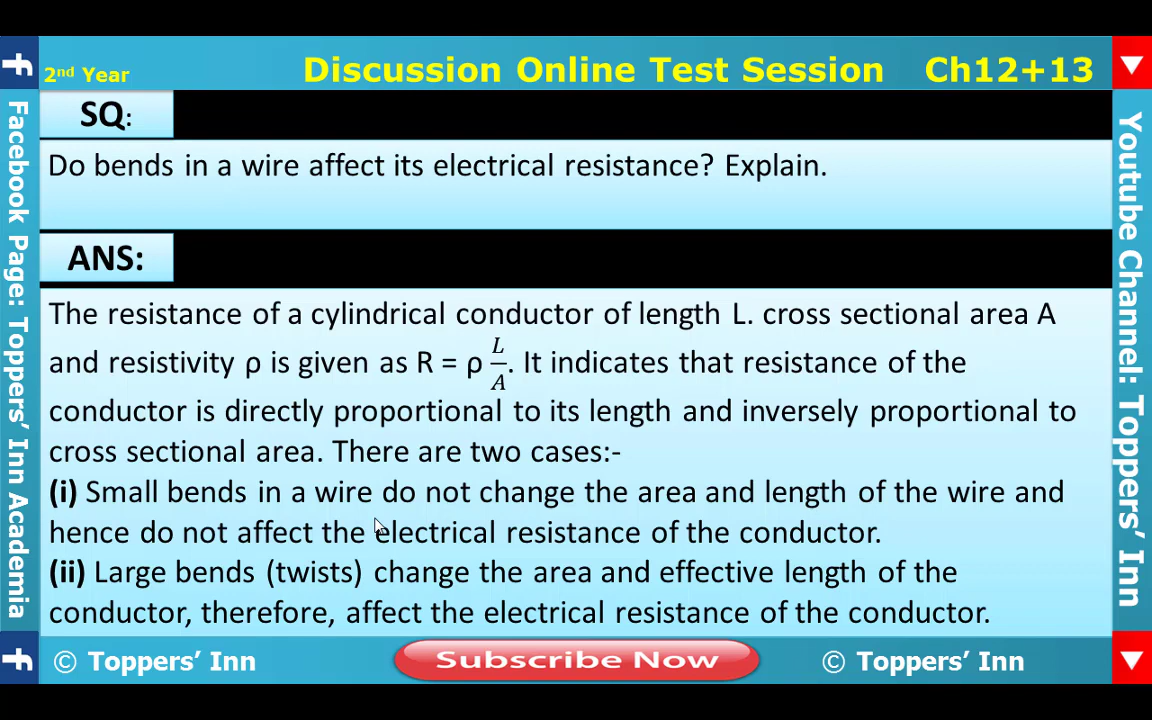 2nd Year
Discussion Online Test Session
Ch12+13
SQ:
Do bends in a wire affect its electrical resistance? Explain.
ANS:
The resistance of a cylindrical conductor of length L. cross sectional area A
and resistivity ρ is given as R = ρ L/A. It indicates that resistance of the
conductor is directly proportional to its length and inversely proportional to
cross sectional area. There are two cases:-
(i) Small bends in a wire do not change the area and length of the wire and
hence do not affect the electrical resistance of the conductor.
(ii) Large bends (twists) change the area and effective length of the
conductor, therefore, affect the electrical resistance of the conductor.
© Toppers’ Inn
Subscribe Now
© Toppers’ Inn
Facebook Page: Toppers’ Inn Academia
Youtube Channel: Toppers’ Inn